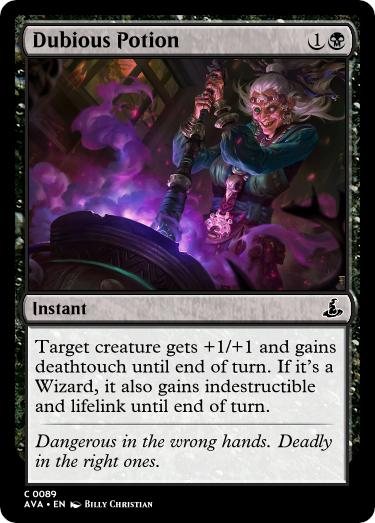 Dubious Potion 1
Instant
Target creature gets +1/+1 and gains
deathtouch until end of turn. If it's a
Wizard, it also gains indestructible
and lifelink until end of turn.
Dangerous in the wrong hands. Deadly
in the right ones.
C 0089
AVA • EN Billy Christian